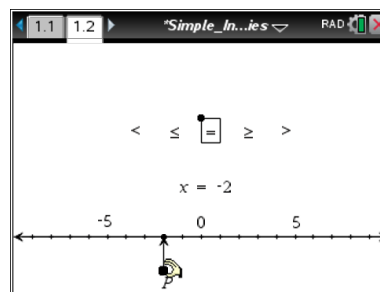 1.1 1.2 *Simple_In...ies RAD
< ≤ = ≥ >
x = -2
-5 0 5
P